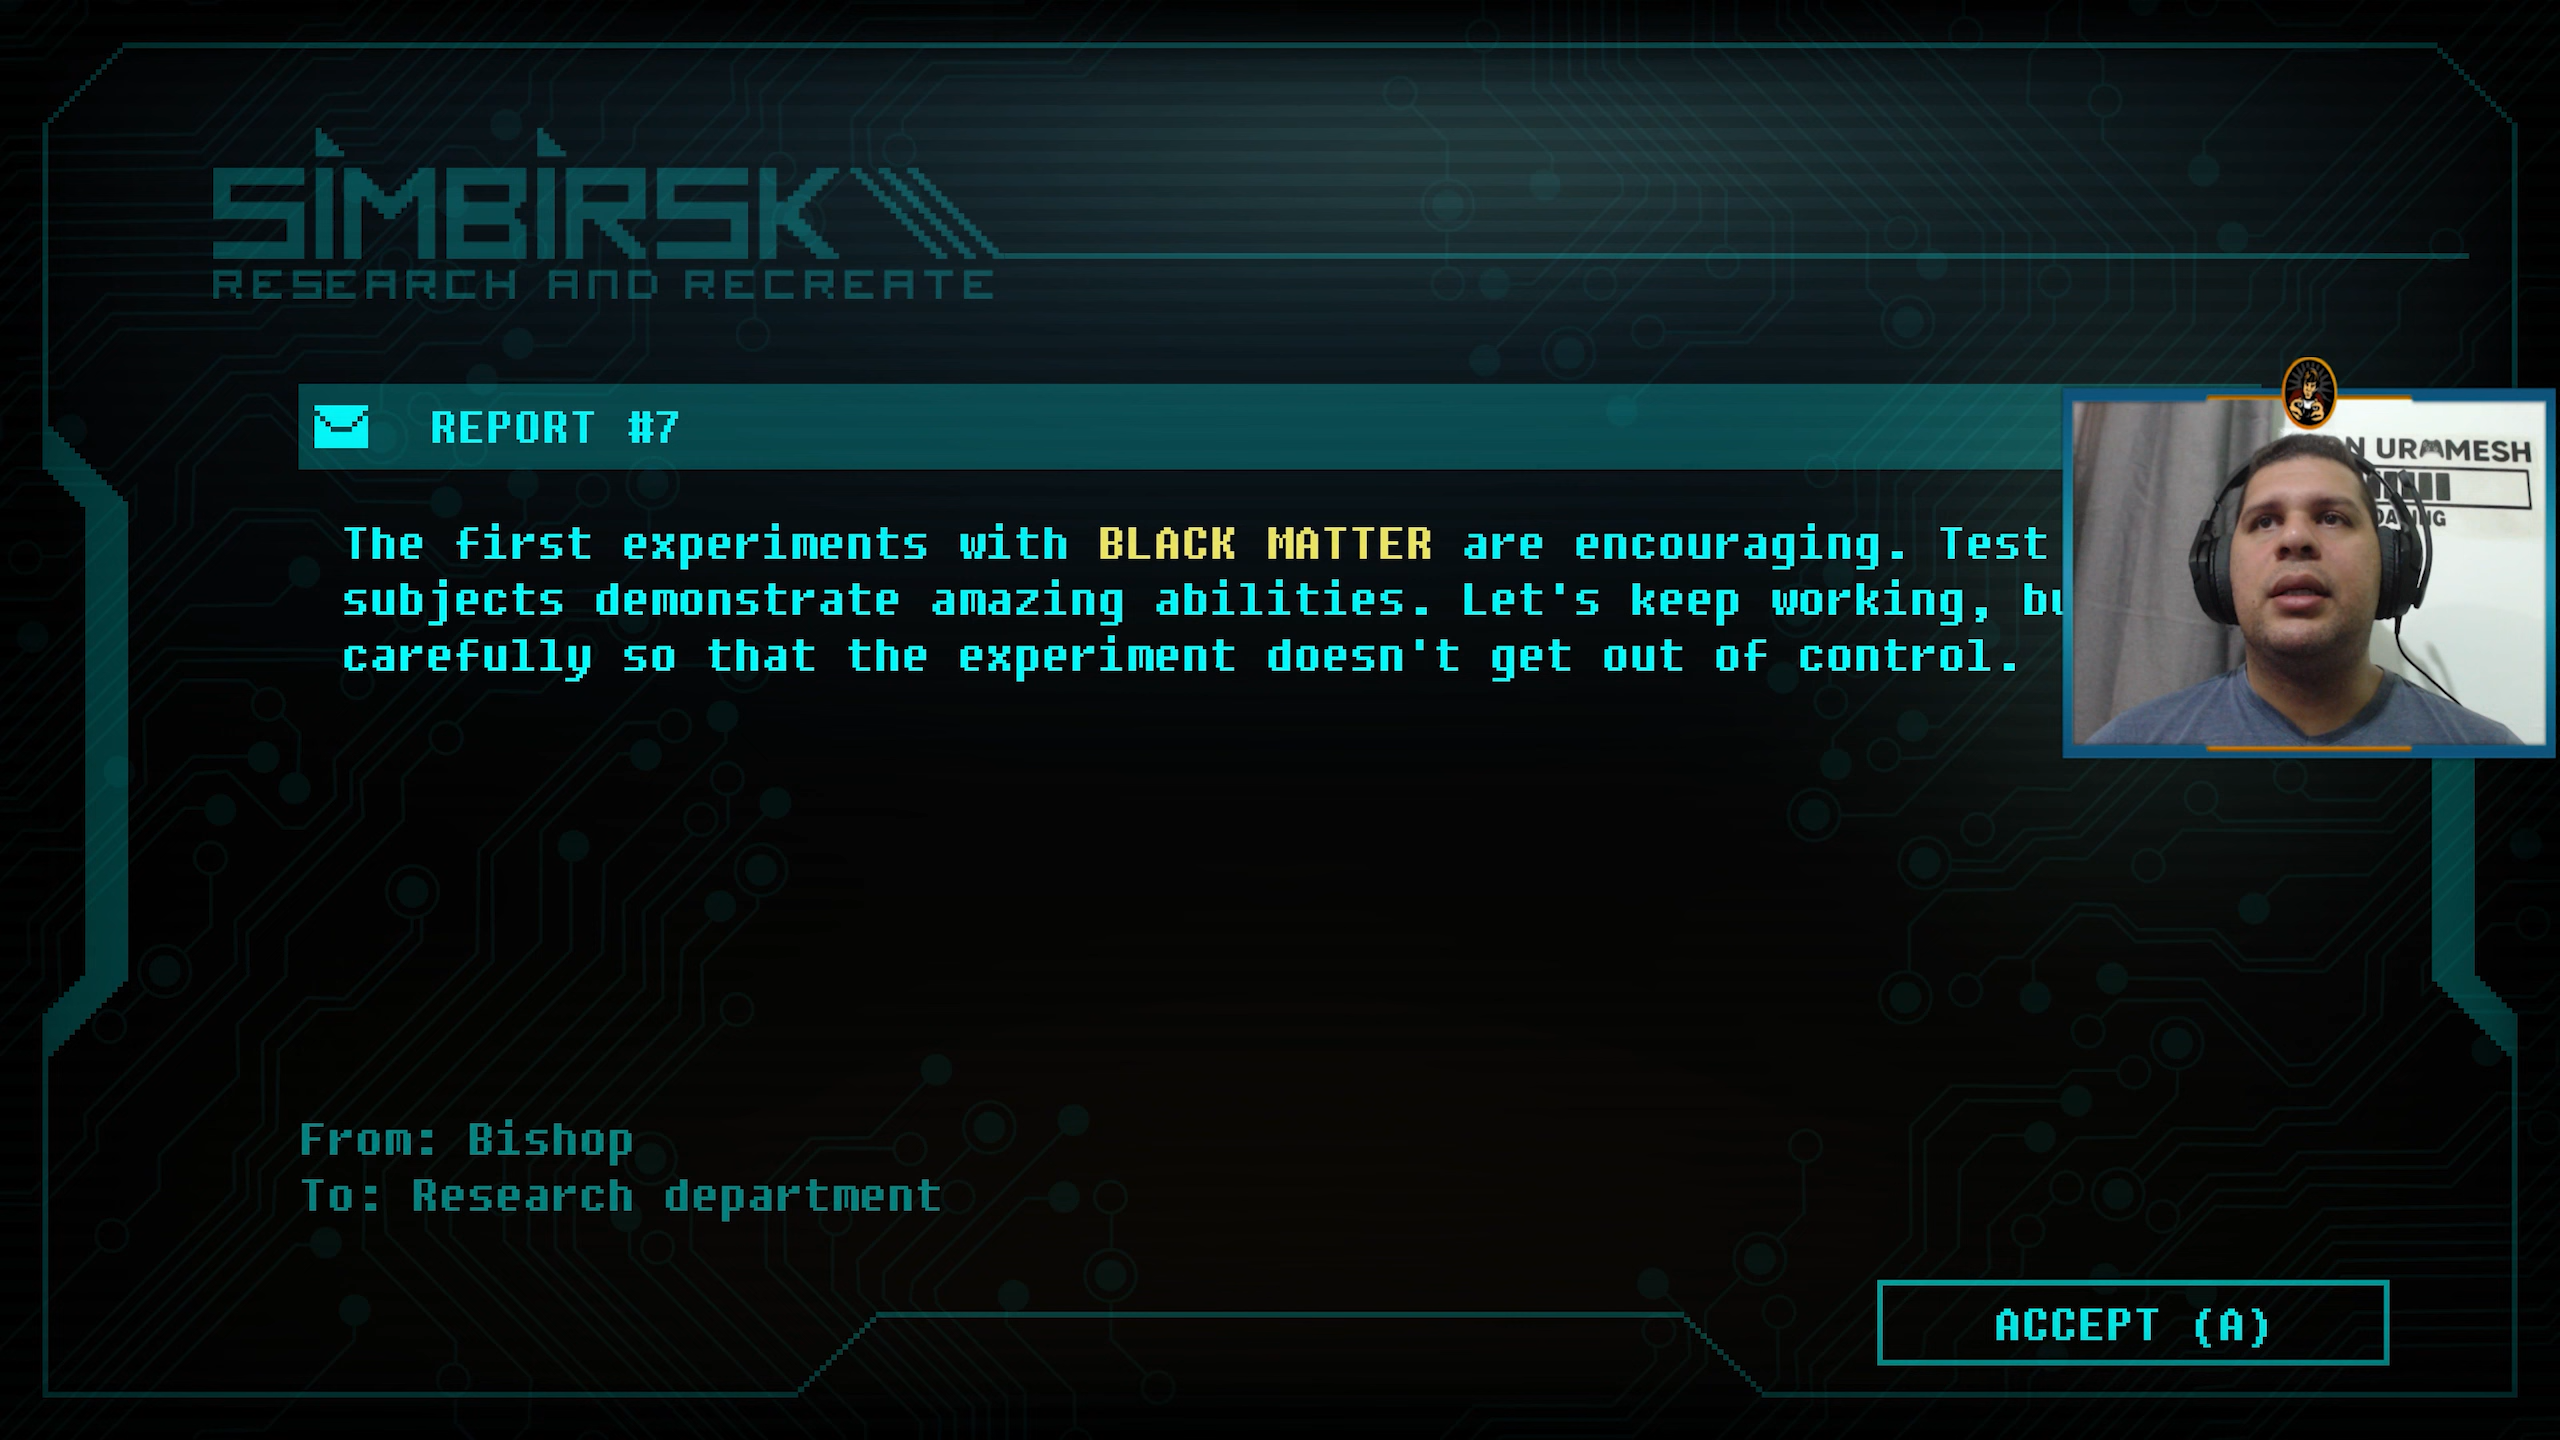 SIMBIRSK
RESEARCH AND RECREATE
REPORT #7
The first experiments with BLACK MATTER are encouraging. Test
subjects demonstrate amazing abilities. Let's keep working,
carefully so that the experiment doesn't get out of control.
URAMESH
From: Bishop
To: Research department
ACCEPT (A)